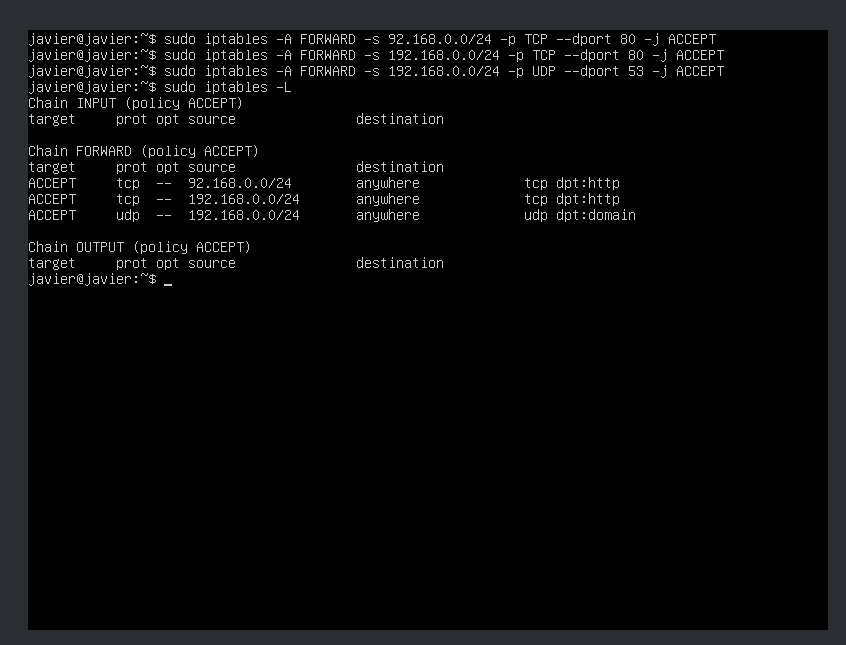 javier@javier:~$ sudo iptables -A FORWARD -s 92.168.0.0/24 -p TCP --dport 80 -j ACCEPT
javier@javier:~$ sudo iptables -A FORWARD -s 192.168.0.0/24 -p TCP --dport 80 -j ACCEPT
javier@javier:~$ sudo iptables -A FORWARD -s 192.168.0.0/24 -p UDP --dport 53 -j ACCEPT
javier@javier:~$ sudo iptables -L
Chain INPUT (policy ACCEPT)
target     prot opt source               destination
Chain FORWARD (policy ACCEPT)
target     prot opt source               destination
ACCEPT     tcp  --  92.168.0.0/24        anywhere             tcp dpt:http
ACCEPT     tcp  --  192.168.0.0/24       anywhere             tcp dpt:http
ACCEPT     udp  --  192.168.0.0/24       anywhere             udp dpt:domain
Chain OUTPUT (policy ACCEPT)
target     prot opt source               destination
javier@javier:~$ _